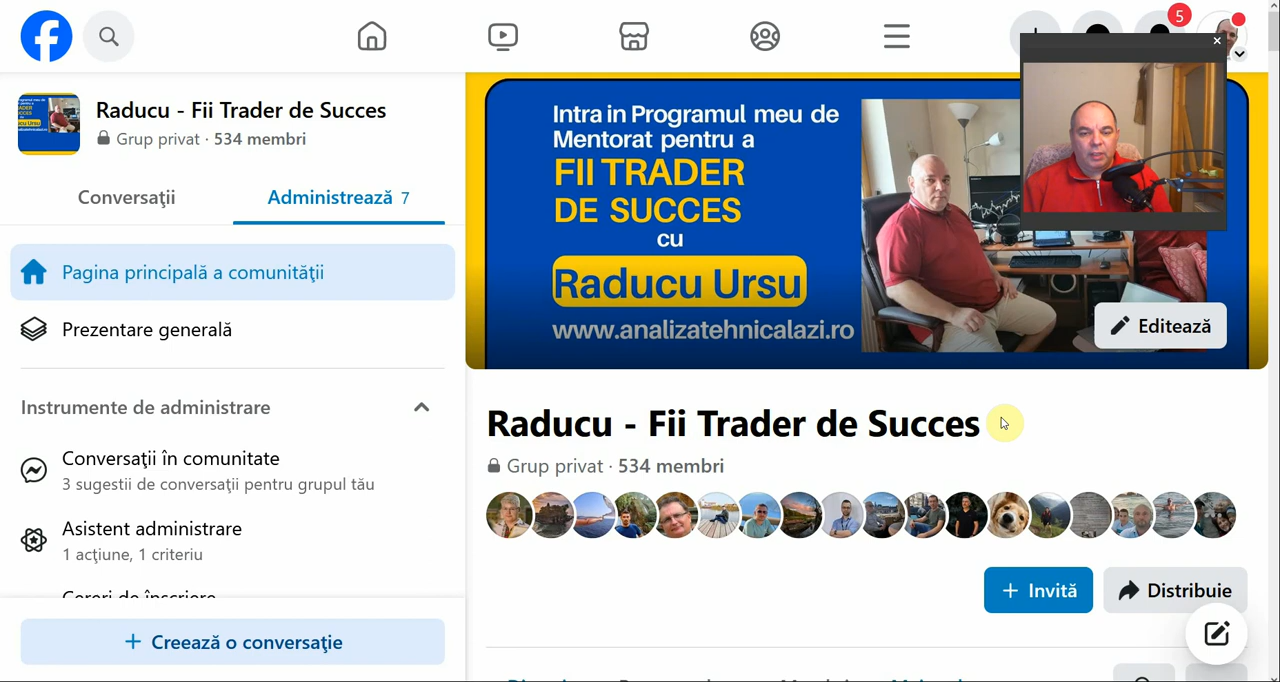 5
Raducu - Fii Trader de Succes
Grup privat · 534 membri
Conversații
Administrează 7
Pagina principală a comunității
Prezentare generală
Instrumente de administrare
Conversații în comunitate
3 sugestii de conversații pentru grupul tău
Asistent administrare
1 acțiune, 1 criteriu
Cereri de înscriere
+ Creează o conversație
Intra in Programul meu de
Mentorat pentru a
FII TRADER
DE SUCCES
cu
Raducu Ursu
www.analizatehnicalazi.ro
Editează
Raducu - Fii Trader de Succes
Grup privat · 534 membri
+ Invită
Distribuie